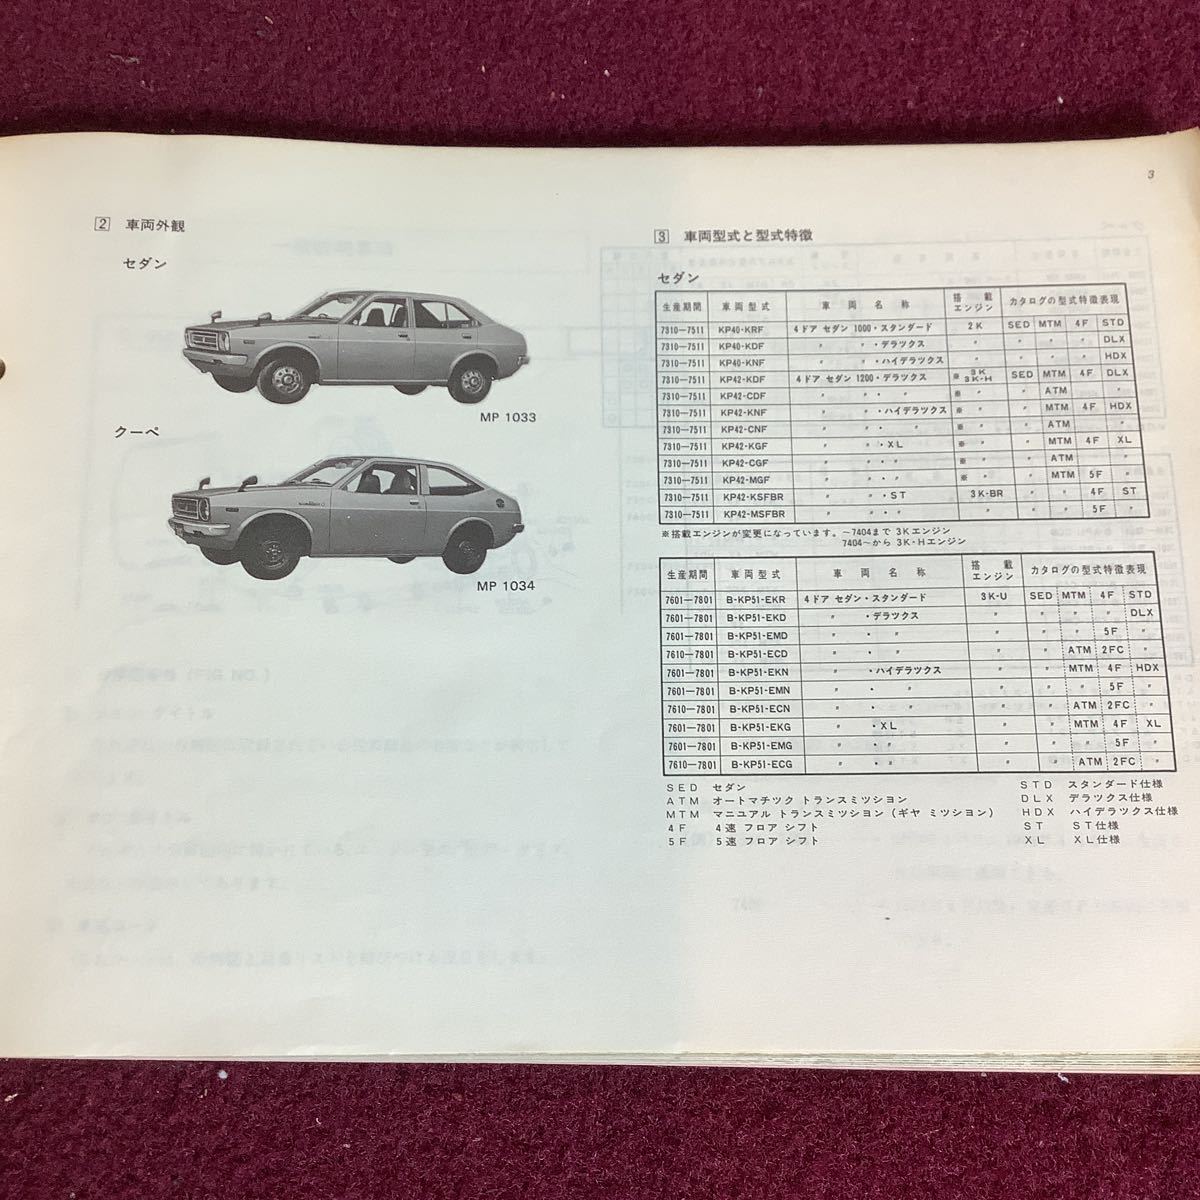 3
2 車両外観
セダン
MP 1033
クーペ
MP 1034
3 車両型式と型式特徴
セダン
生産期間 車両型式 車両名称 搭載エンジン カタログの型式特徴表現
7310—7511 KP40-KRF 4ドア セダン 1000・スタンダード 2K SED MTM 4F STD
7310—7511 KP40-KDF 〃 〃・デラツクス 〃 〃 〃 〃 DLX
7310—7511 KP40-KNF 〃 〃・ハイデラツクス 〃 〃 〃 〃 HDX
7310—7511 KP42-KDF 4ドア セダン 1200・デラツクス ※ 3K 3K-H SED MTM 4F DLX
7310—7511 KP42-CDF 〃 〃・〃 ※ 〃 〃 ATM 〃
7310—7511 KP42-KNF 〃 〃・ハイデラツクス ※ 〃 〃 MTM 4F HDX
7310—7511 KP42-CNF 〃 〃・〃 ※ 〃 〃 ATM 〃
7310—7511 KP42-KGF 〃 〃・XL ※ 〃 〃 MTM 4F XL
7310—7511 KP42-CGF 〃 〃・〃 ※ 〃 〃 ATM 〃
7310—7511 KP42-MGF 〃 〃・〃 ※ 〃 〃 MTM 5F 〃
7310—7511 KP42-KSFBR 〃 〃・ST 3K-BR 〃 〃 4F ST
7310—7511 KP42-MSFBR 〃 〃・〃 〃 〃 〃 5F 〃
※搭載エンジンが変更になっています。〜7404まで 3Kエンジン
7404〜から 3K・Hエンジン
生産期間 車両型式 車両名称 搭載エンジン カタログの型式特徴表現
7601—7801 B-KP51-EKR 4ドア セダン・スタンダード 3K-U SED MTM 4F STD
7601—7801 B-KP51-EKD 〃 ・デラツクス 〃 〃 〃 〃 DLX
7601—7801 B-KP51-EMD 〃 ・ 〃 〃 〃 〃 5F 〃
7610—7801 B-KP51-ECD 〃 ・ 〃 〃 〃 ATM 2FC 〃
7601—7801 B-KP51-EKN 〃 ・ハイデラツクス 〃 〃 MTM 4F HDX
7601—7801 B-KP51-EMN 〃 ・ 〃 〃 〃 〃 5F 〃
7610—7801 B-KP51-ECN 〃 ・ 〃 〃 〃 ATM 2FC 〃
7601—7801 B-KP51-EKG 〃 ・XL 〃 〃 MTM 4F XL
7601—7801 B-KP51-EMG 〃 ・〃 〃 〃 〃 5F 〃
7610—7801 B-KP51-ECG 〃 ・〃 〃 〃 ATM 2FC 〃
SED セダン STD スタンダード仕様
ATM オートマチツク トランスミツシヨン DLX デラツクス仕様
MTM マニユアル トランスミツシヨン(ギヤ ミツシヨン) HDX ハイデラツクス仕様
4F 4速 フロア シフト ST ST仕様
5F 5速 フロア シフト XL XL仕様